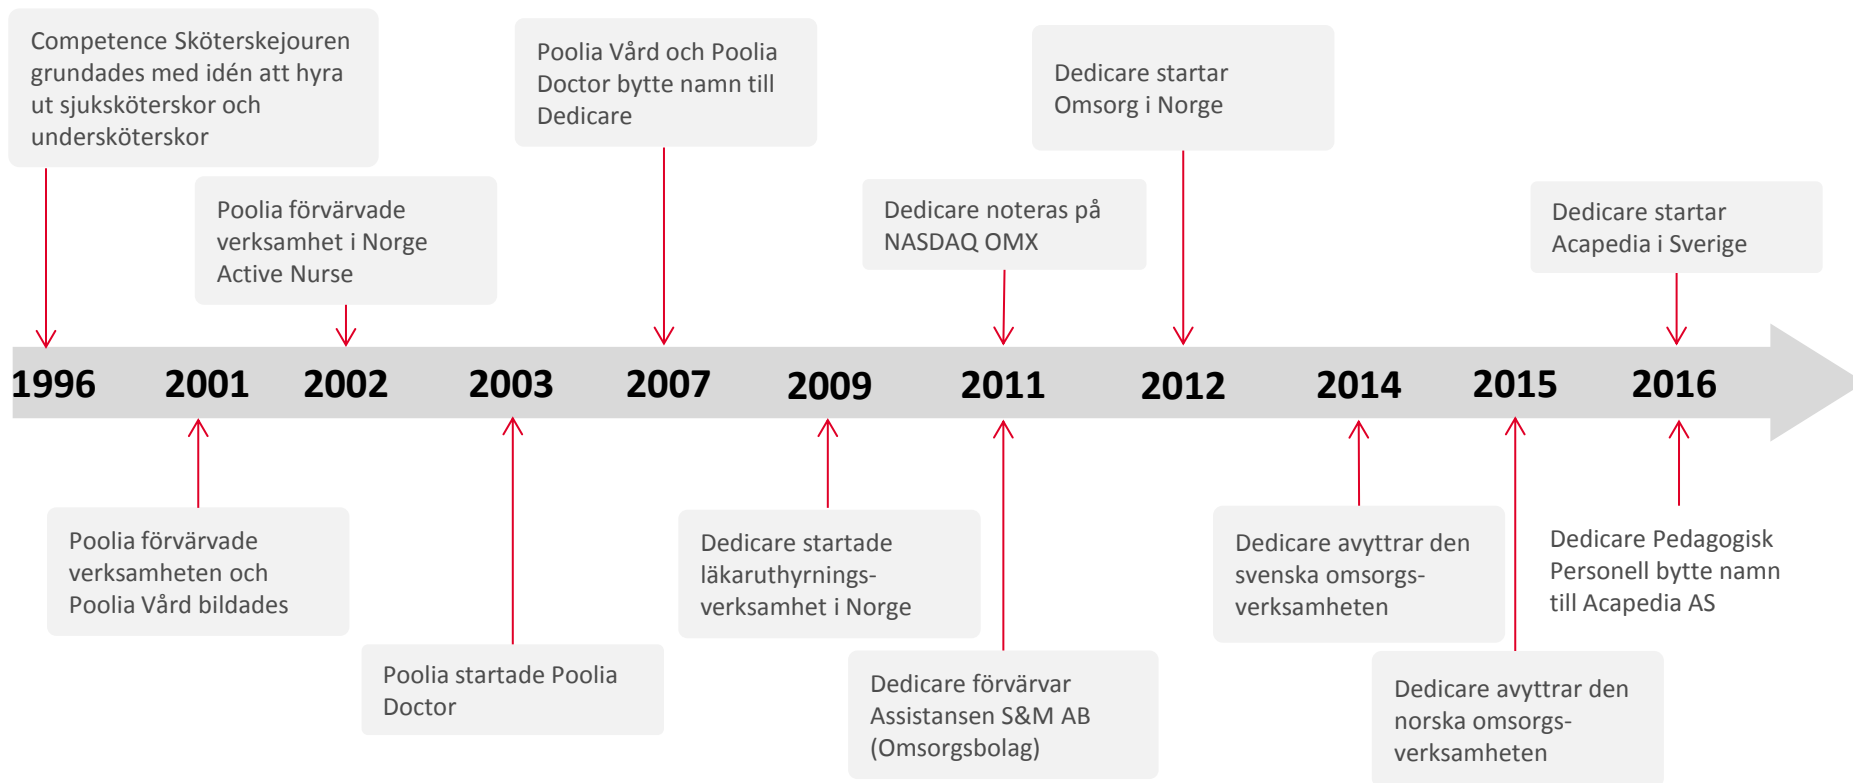 Competence Sköterskejouren
grundades med idén att hyra
ut sjuksköterskor och
undersköterskor
Poolia förvärvade
verksamhet i Norge
Active Nurse
Poolia Vård och Poolia
Doctor bytte namn till
Dedicare
Dedicare noteras på
NASDAQ OMX
Dedicare startar
Omsorg i Norge
Dedicare startar
Acapedia i Sverige
1996 2001 2002 2003 2007 2009 2011 2012 2014 2015 2016
Poolia förvärvade
verksamheten och
Poolia Vård bildades
Poolia startade Poolia
Doctor
Dedicare startade
läkaruthyrnings-
verksamhet i Norge
Dedicare förvärvar
Assistansen S&M AB
(Omsorgsbolag)
Dedicare avyttrar den
svenska omsorgs-
verksamheten
Dedicare avyttrar den
norska omsorgs-
verksamheten
Dedicare Pedagogisk
Personell bytte namn
till Acapedia AS